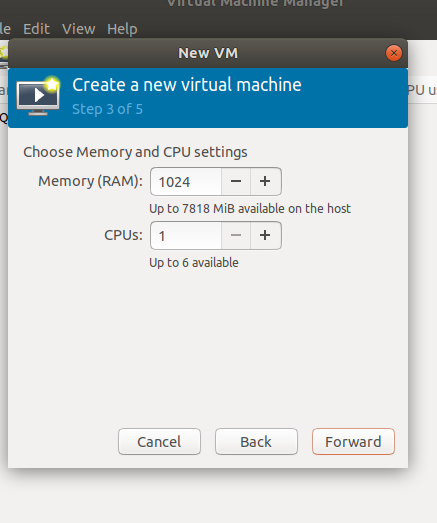 Virtual Machine Manager
Edit View Help
New VM
Create a new virtual machine
Step 3 of 5
PU u
Choose Memory and CPU settings
Memory (RAM): 1024 − +
Up to 7818 MiB available on the host
CPUs: 1 − +
Up to 6 available
Cancel Back Forward